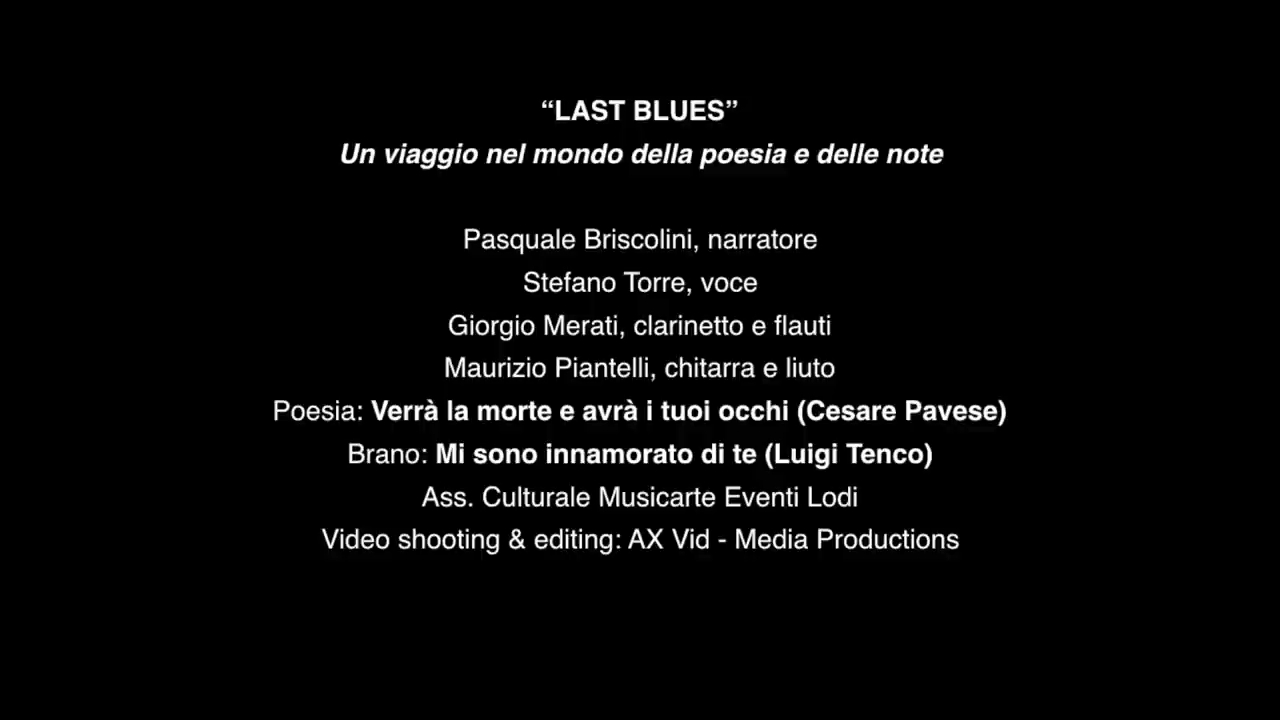 “LAST BLUES”
Un viaggio nel mondo della poesia e delle note
Pasquale Briscolini, narratore
Stefano Torre, voce
Giorgio Merati, clarinetto e flauti
Maurizio Piantelli, chitarra e liuto
Poesia: Verrà la morte e avrà i tuoi occhi (Cesare Pavese)
Brano: Mi sono innamorato di te (Luigi Tenco)
Ass. Culturale Musicarte Eventi Lodi
Video shooting & editing: AX Vid - Media Productions